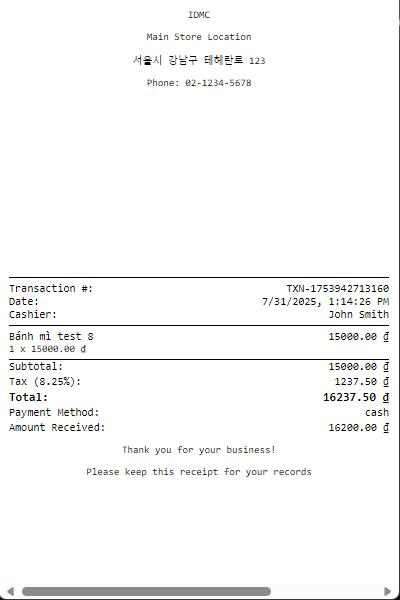 IDMC
Main Store Location
서울시 강남구 테헤란로 123
Phone: 02-1234-5678
Transaction #: TXN-1753942713160
Date: 7/31/2025, 1:14:26 PM
Cashier: John Smith
Bánh mì test 8 15000.00 ₫
1 x 15000.00 ₫
Subtotal: 15000.00 ₫
Tax (8.25%): 1237.50 ₫
Total: 16237.50 ₫
Payment Method: cash
Amount Received: 16200.00 ₫
Thank you for your business!
Please keep this receipt for your records